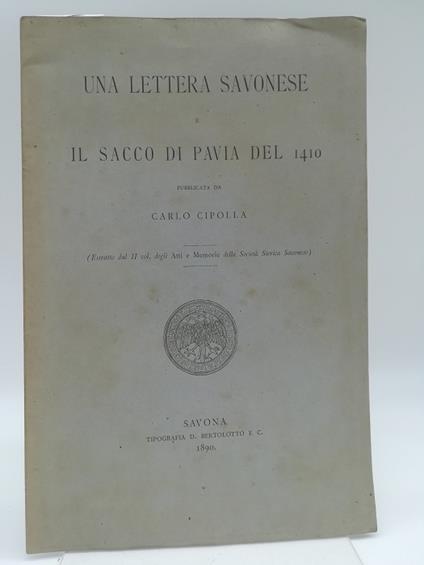 UNA LETTERA SAVONESE
E
IL SACCO DI PAVIA DEL 1410
PUBBLICATA DA
CARLO CIPOLLA
(Estratto dal II vol. degli Atti e Memorie della Società Storica Savonese)
SAVONA
TIPOGRAFIA D. BERTOLOTTO E C.
1890.